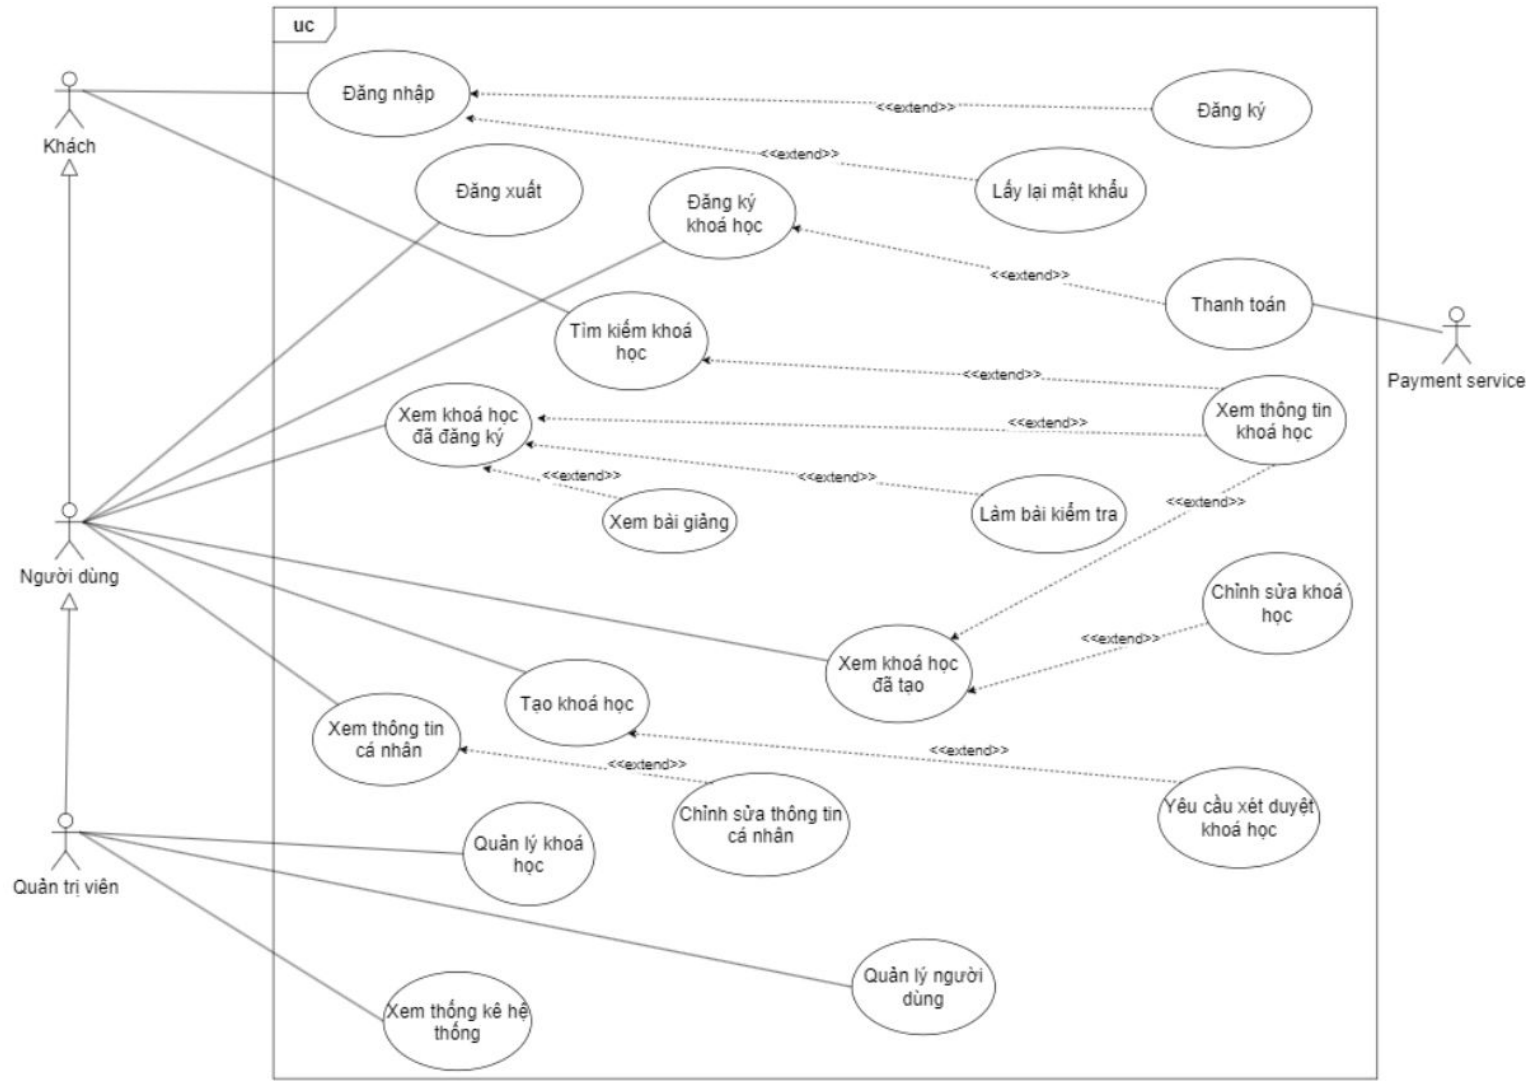 uc
Đăng nhập
<<extend>>
Đăng ký
Khách
<<extend>>
Lấy lại mật khẩu
Đăng xuất
Đăng ký
khoá học
<<extend>>
Thanh toán
Payment service
Tìm kiếm khoá
học
<<extend>>
Xem thông tin
khoá học
Xem khoá học
đã đăng ký
<<extend>>
<<extend>>
<<extend>>
<<extend>>
Xem bài giảng
Làm bài kiểm tra
Người dùng
Chỉnh sửa khoá
học
<<extend>>
Xem khoá học
đã tạo
Tạo khoá học
Xem thông tin
cá nhân
<<extend>>
<<extend>>
Chỉnh sửa thông tin
cá nhân
Yêu cầu xét duyệt
khoá học
Quản lý khoá
học
Quản trị viên
Quản lý người
dùng
Xem thống kê hệ
thống